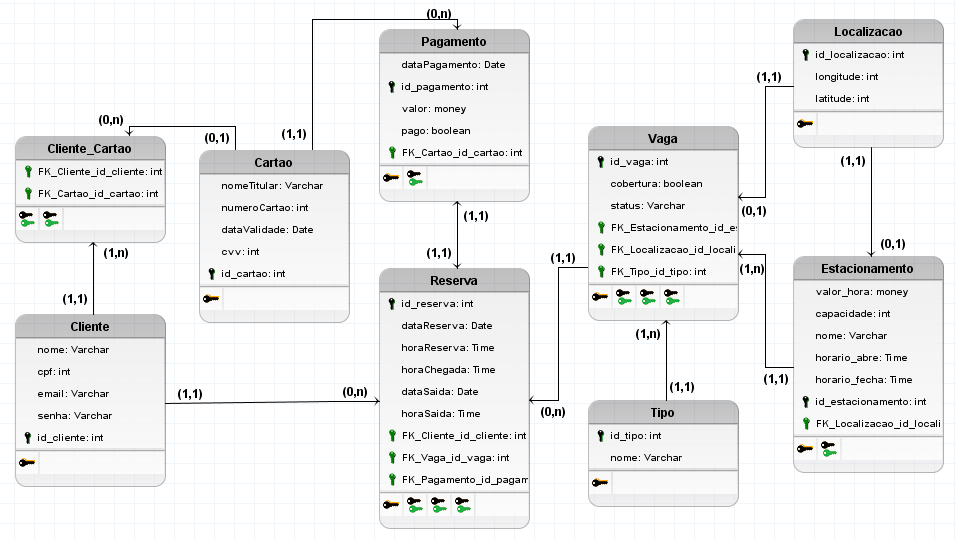 (0,n)
Pagamento
dataPagamento: Date
id_pagamento: int
valor: money
pago: boolean
FK_Cartao_id_cartao: int
(1,1)
(1,1)
(0,n)
(0,1)
Cliente_Cartao
FK_Cliente_id_cliente: int
FK_Cartao_id_cartao: int
(1,n)
(1,1)
Cartao
nomeTitular: Varchar
numeroCartao: int
dataValidade: Date
cvv: int
id_cartao: int
Cliente
nome: Varchar
cpf: int
email: Varchar
senha: Varchar
id_cliente: int
(1,1)
(0,n)
(1,1)
Reserva
id_reserva: int
dataReserva: Date
horaReserva: Time
horaChegada: Time
dataSaida: Date
horaSaida: Time
FK_Cliente_id_cliente: int
FK_Vaga_id_vaga: int
FK_Pagamento_id_pagam
(1,1)
(0,n)
Vaga
id_vaga: int
cobertura: boolean
status: Varchar
FK_Estacionamento_id_es
FK_Localizacao_id_locali
FK_Tipo_id_tipo: int
(1,n)
(1,1)
Tipo
id_tipo: int
nome: Varchar
Localizacao
id_localizacao: int
longitude: int
latitude: int
(1,1)
(0,1)
(1,1)
(0,1)
(1,n)
(1,1)
Estacionamento
valor_hora: money
capacidade: int
nome: Varchar
horario_abre: Time
horario_fecha: Time
id_estacionamento: int
FK_Localizacao_id_locali